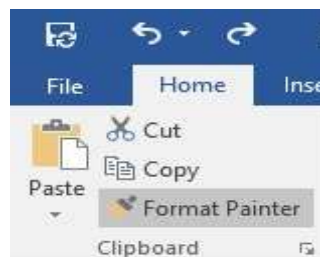 File Home Inse
Cut
Copy
Paste
Format Painter
Clipboard